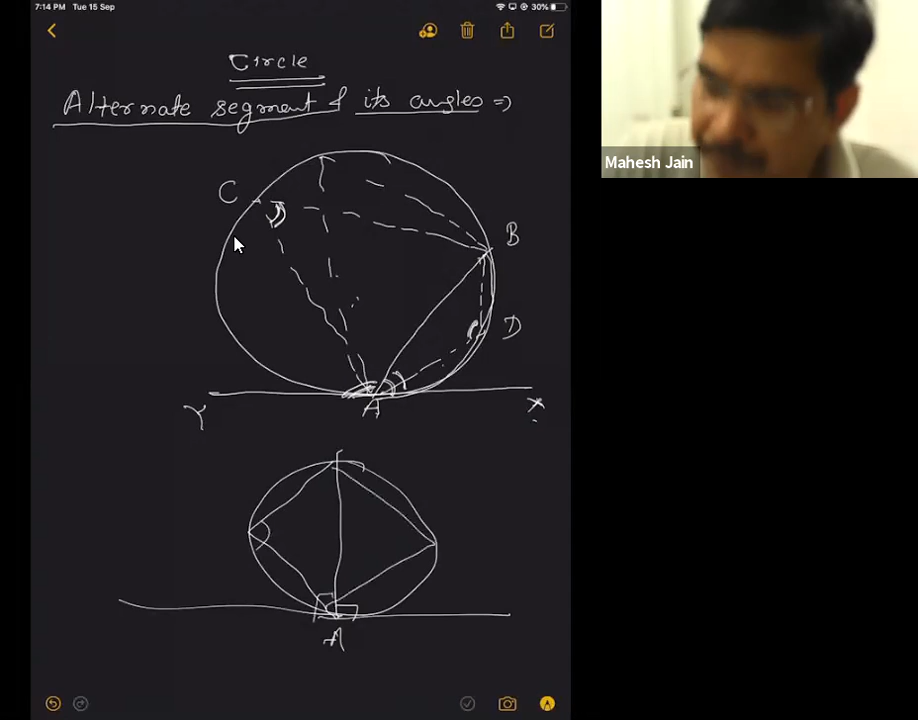 7:14 PM Tue 15 Sep
30%
Circle
Alternate segment & its angles ⇒
C
B
D
A
Y
X
A
Mahesh Jain